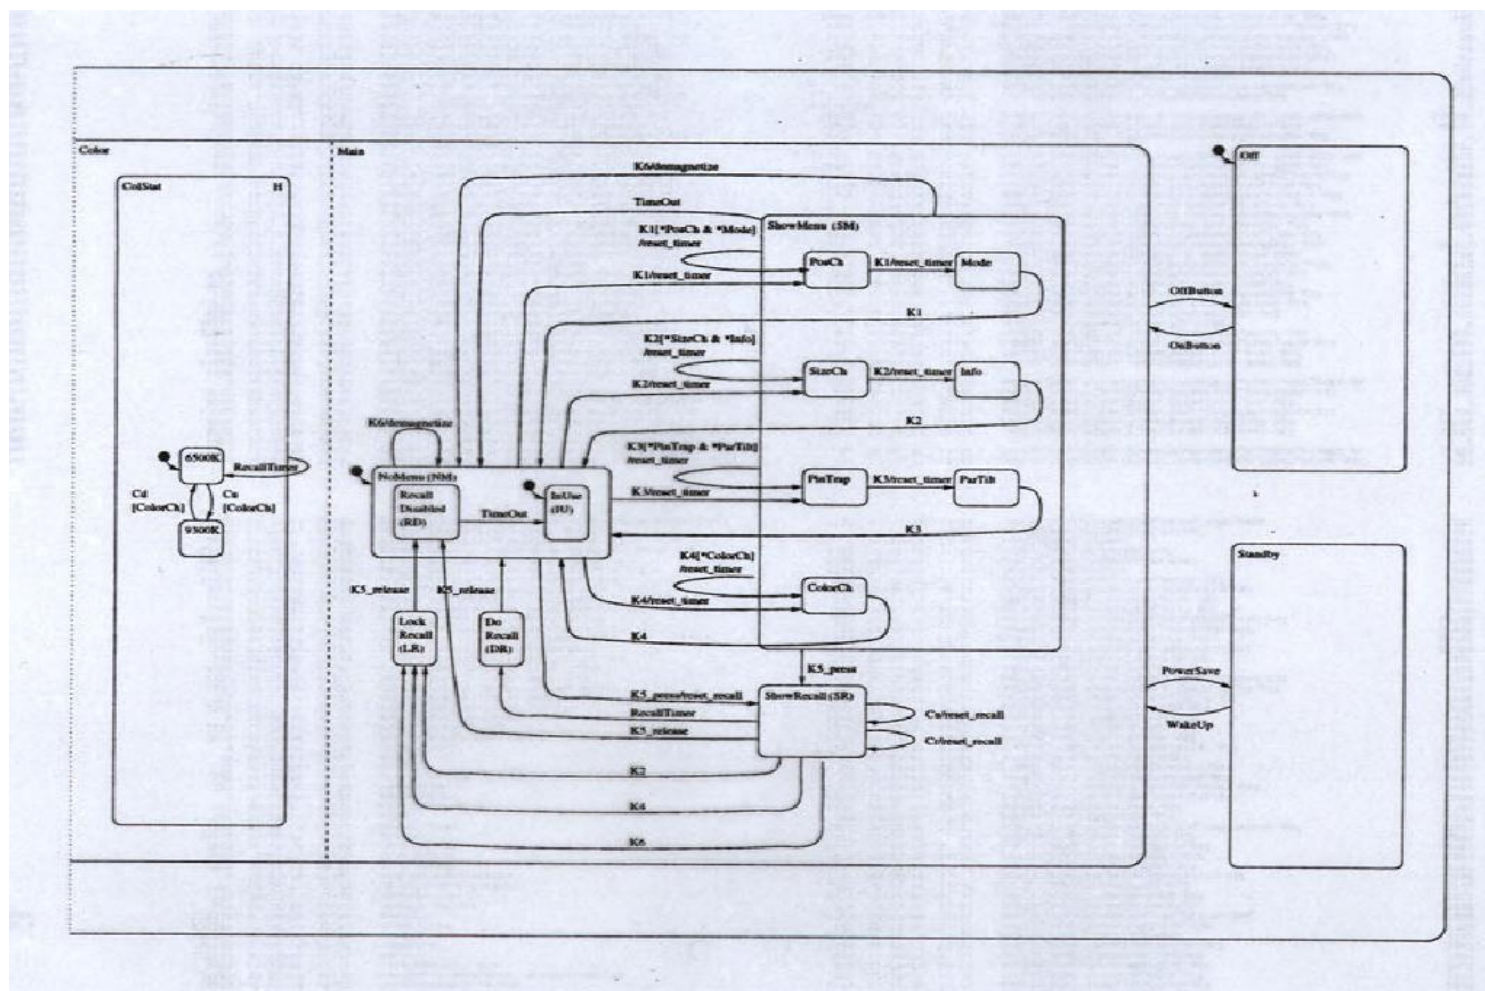 Color
Main
Off
ColStat
H
K6/demagnetize
TimeOut
K1[*PosCh & *Mode]
/reset_timer
ShowMenu (SM)
PosCh
K1/reset_timer
Mode
K1/reset_timer
K1
OffButton
OnButton
K2[*SizeCh & *Info]
/reset_timer
SizeCh
K2/reset_timer
Info
K2/reset_timer
K2
K6/demagnetize
K3[*PinTrap & *ParTilt]
/reset_timer
6500K
RecallTimer
NoMenu (NM)
Recall
Disabled
(RD)
TimeOut
InUse
(IU)
K3/reset_timer
PinTrap
K3/reset_timer
ParTilt
K3
Cd
[ColorCh]
Cu
[ColorCh]
9300K
K4[*ColorCh]
/reset_timer
Standby
K5_release
K5_release
K4/reset_timer
ColorCh
Lock
Recall
(LR)
Do
Recall
(DR)
K4
K5_press
PowerSave
WakeUp
K5_press/reset_recall
ShowRecall (SR)
RecallTimer
K5_release
K2
K4
K6